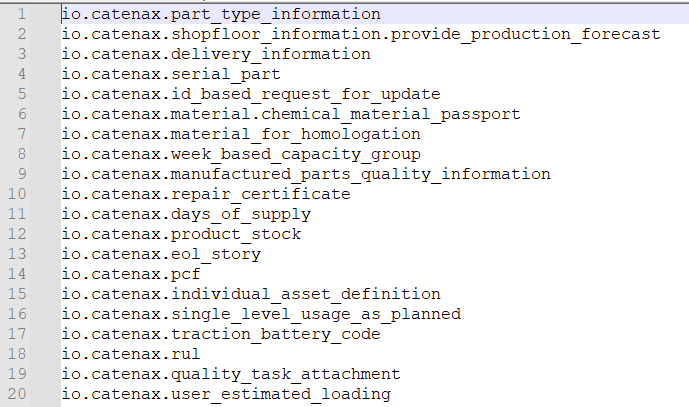 1 io.catenax.part_type_information
2 io.catenax.shopfloor_information.provide_production_forecast
3 io.catenax.delivery_information
4 io.catenax.serial_part
5 io.catenax.id_based_request_for_update
6 io.catenax.material.chemical_material_passport
7 io.catenax.material_for_homologation
8 io.catenax.week_based_capacity_group
9 io.catenax.manufactured_parts_quality_information
10 io.catenax.repair_certificate
11 io.catenax.days_of_supply
12 io.catenax.product_stock
13 io.catenax.eol_story
14 io.catenax.pcf
15 io.catenax.individual_asset_definition
16 io.catenax.single_level_usage_as_planned
17 io.catenax.traction_battery_code
18 io.catenax.rul
19 io.catenax.quality_task_attachment
20 io.catenax.user_estimated_loading